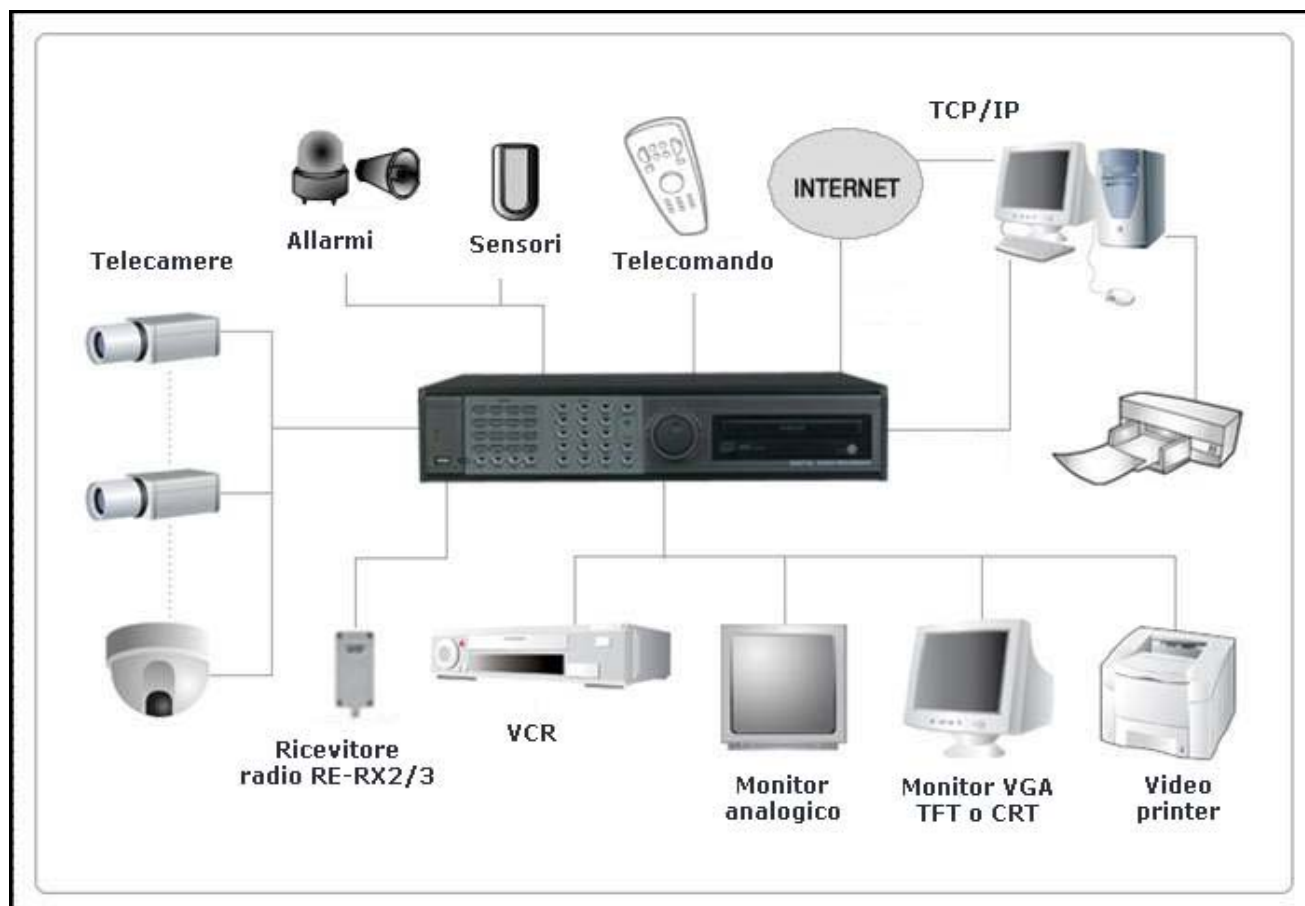 TCP/IP
INTERNET
Allarmi
Sensori
Telecomando
Telecamere
Ricevitore
radio RE-RX2/3
VCR
Monitor
analogico
Monitor VGA
TFT o CRT
Video
printer